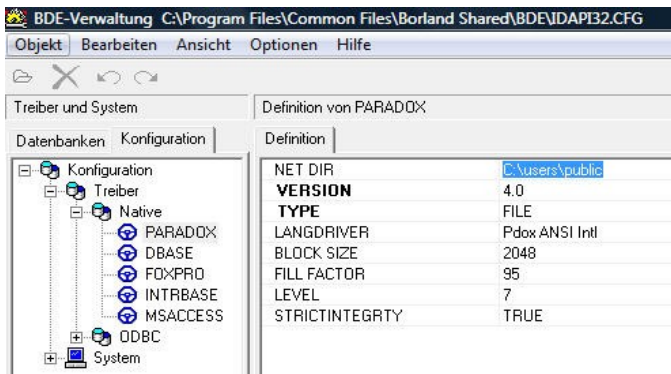 BDE-Verwaltung C:\Program Files\Common Files\Borland Shared\BDE\IDAPI32.CFG
Objekt Bearbeiten Ansicht Optionen Hilfe
Treiber und System Definition von PARADOX
Datenbanken Konfiguration Definition
Konfiguration
Treiber
Native
PARADOX
DBASE
FOXPRO
INTRBASE
MSACCESS
ODBC
System
NET DIR C:\users\public
VERSION 4.0
TYPE FILE
LANGDRIVER Pdox ANSI Intl
BLOCK SIZE 2048
FILL FACTOR 95
LEVEL 7
STRICTINTEGRTY TRUE